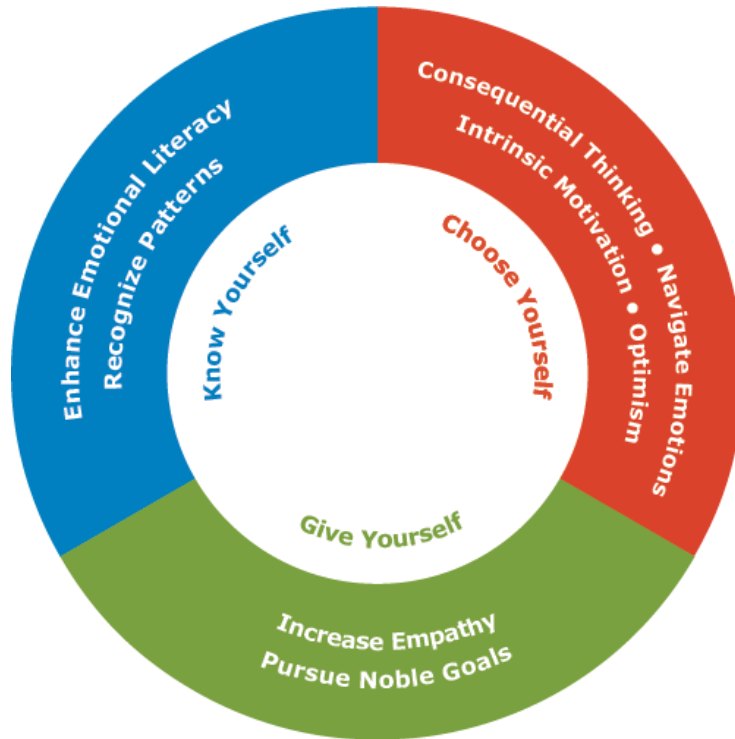 Enhance Emotional Literacy
Recognize Patterns
Know Yourself
Consequential Thinking • Navigate Emotions
Intrinsic Motivation • Optimism
Choose Yourself
Give Yourself
Increase Empathy
Pursue Noble Goals